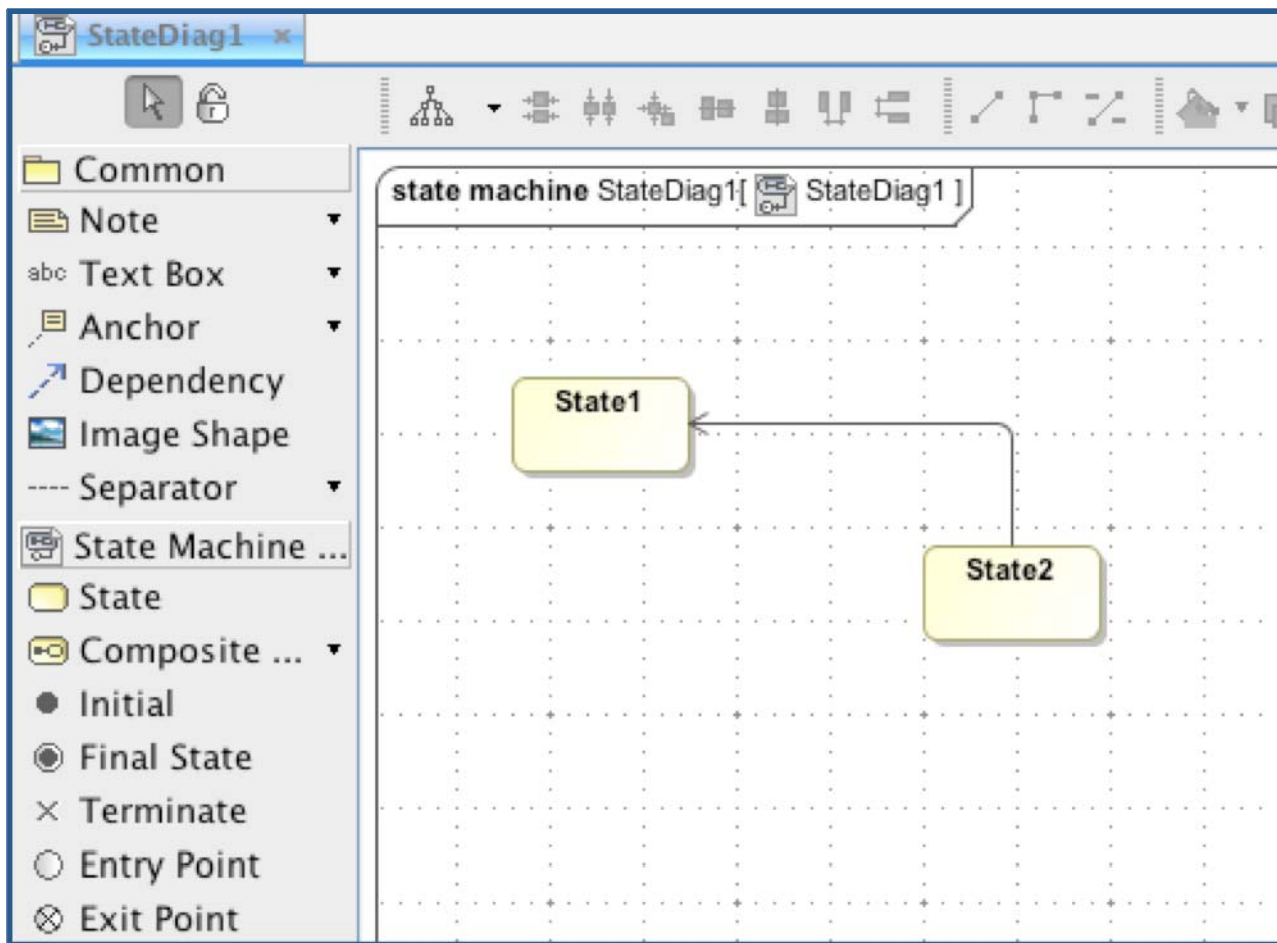 StateDiag1
Common
state machine StateDiag1[ StateDiag1 ]
Note
abc Text Box
Anchor
Dependency
Image Shape
Separator
State Machine ...
State
Composite ...
Initial
Final State
Terminate
Entry Point
Exit Point
State1
State2